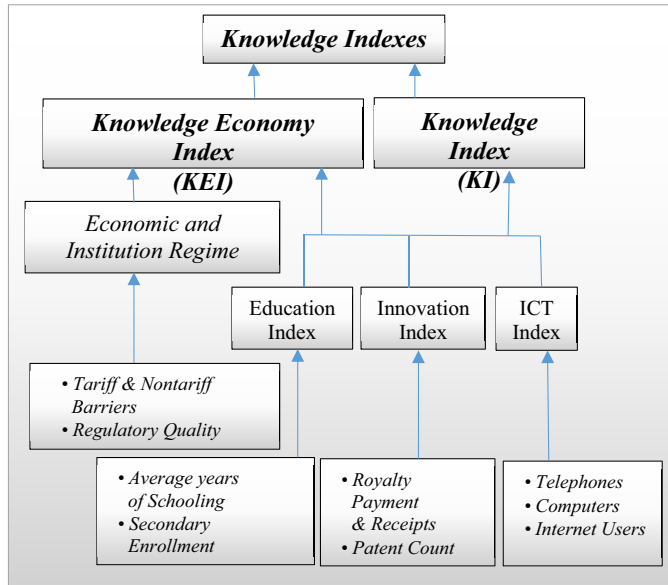 Knowledge Indexes
Knowledge Economy
Index
(KEI)
Knowledge
Index
(KI)
Economic and
Institution Regime
Education
Index
Innovation
Index
ICT
Index
• Tariff & Nontariff
Barriers
• Regulatory Quality
• Average years
of Schooling
• Secondary
Enrollment
• Royalty
Payment
& Receipts
• Patent Count
• Telephones
• Computers
• Internet Users